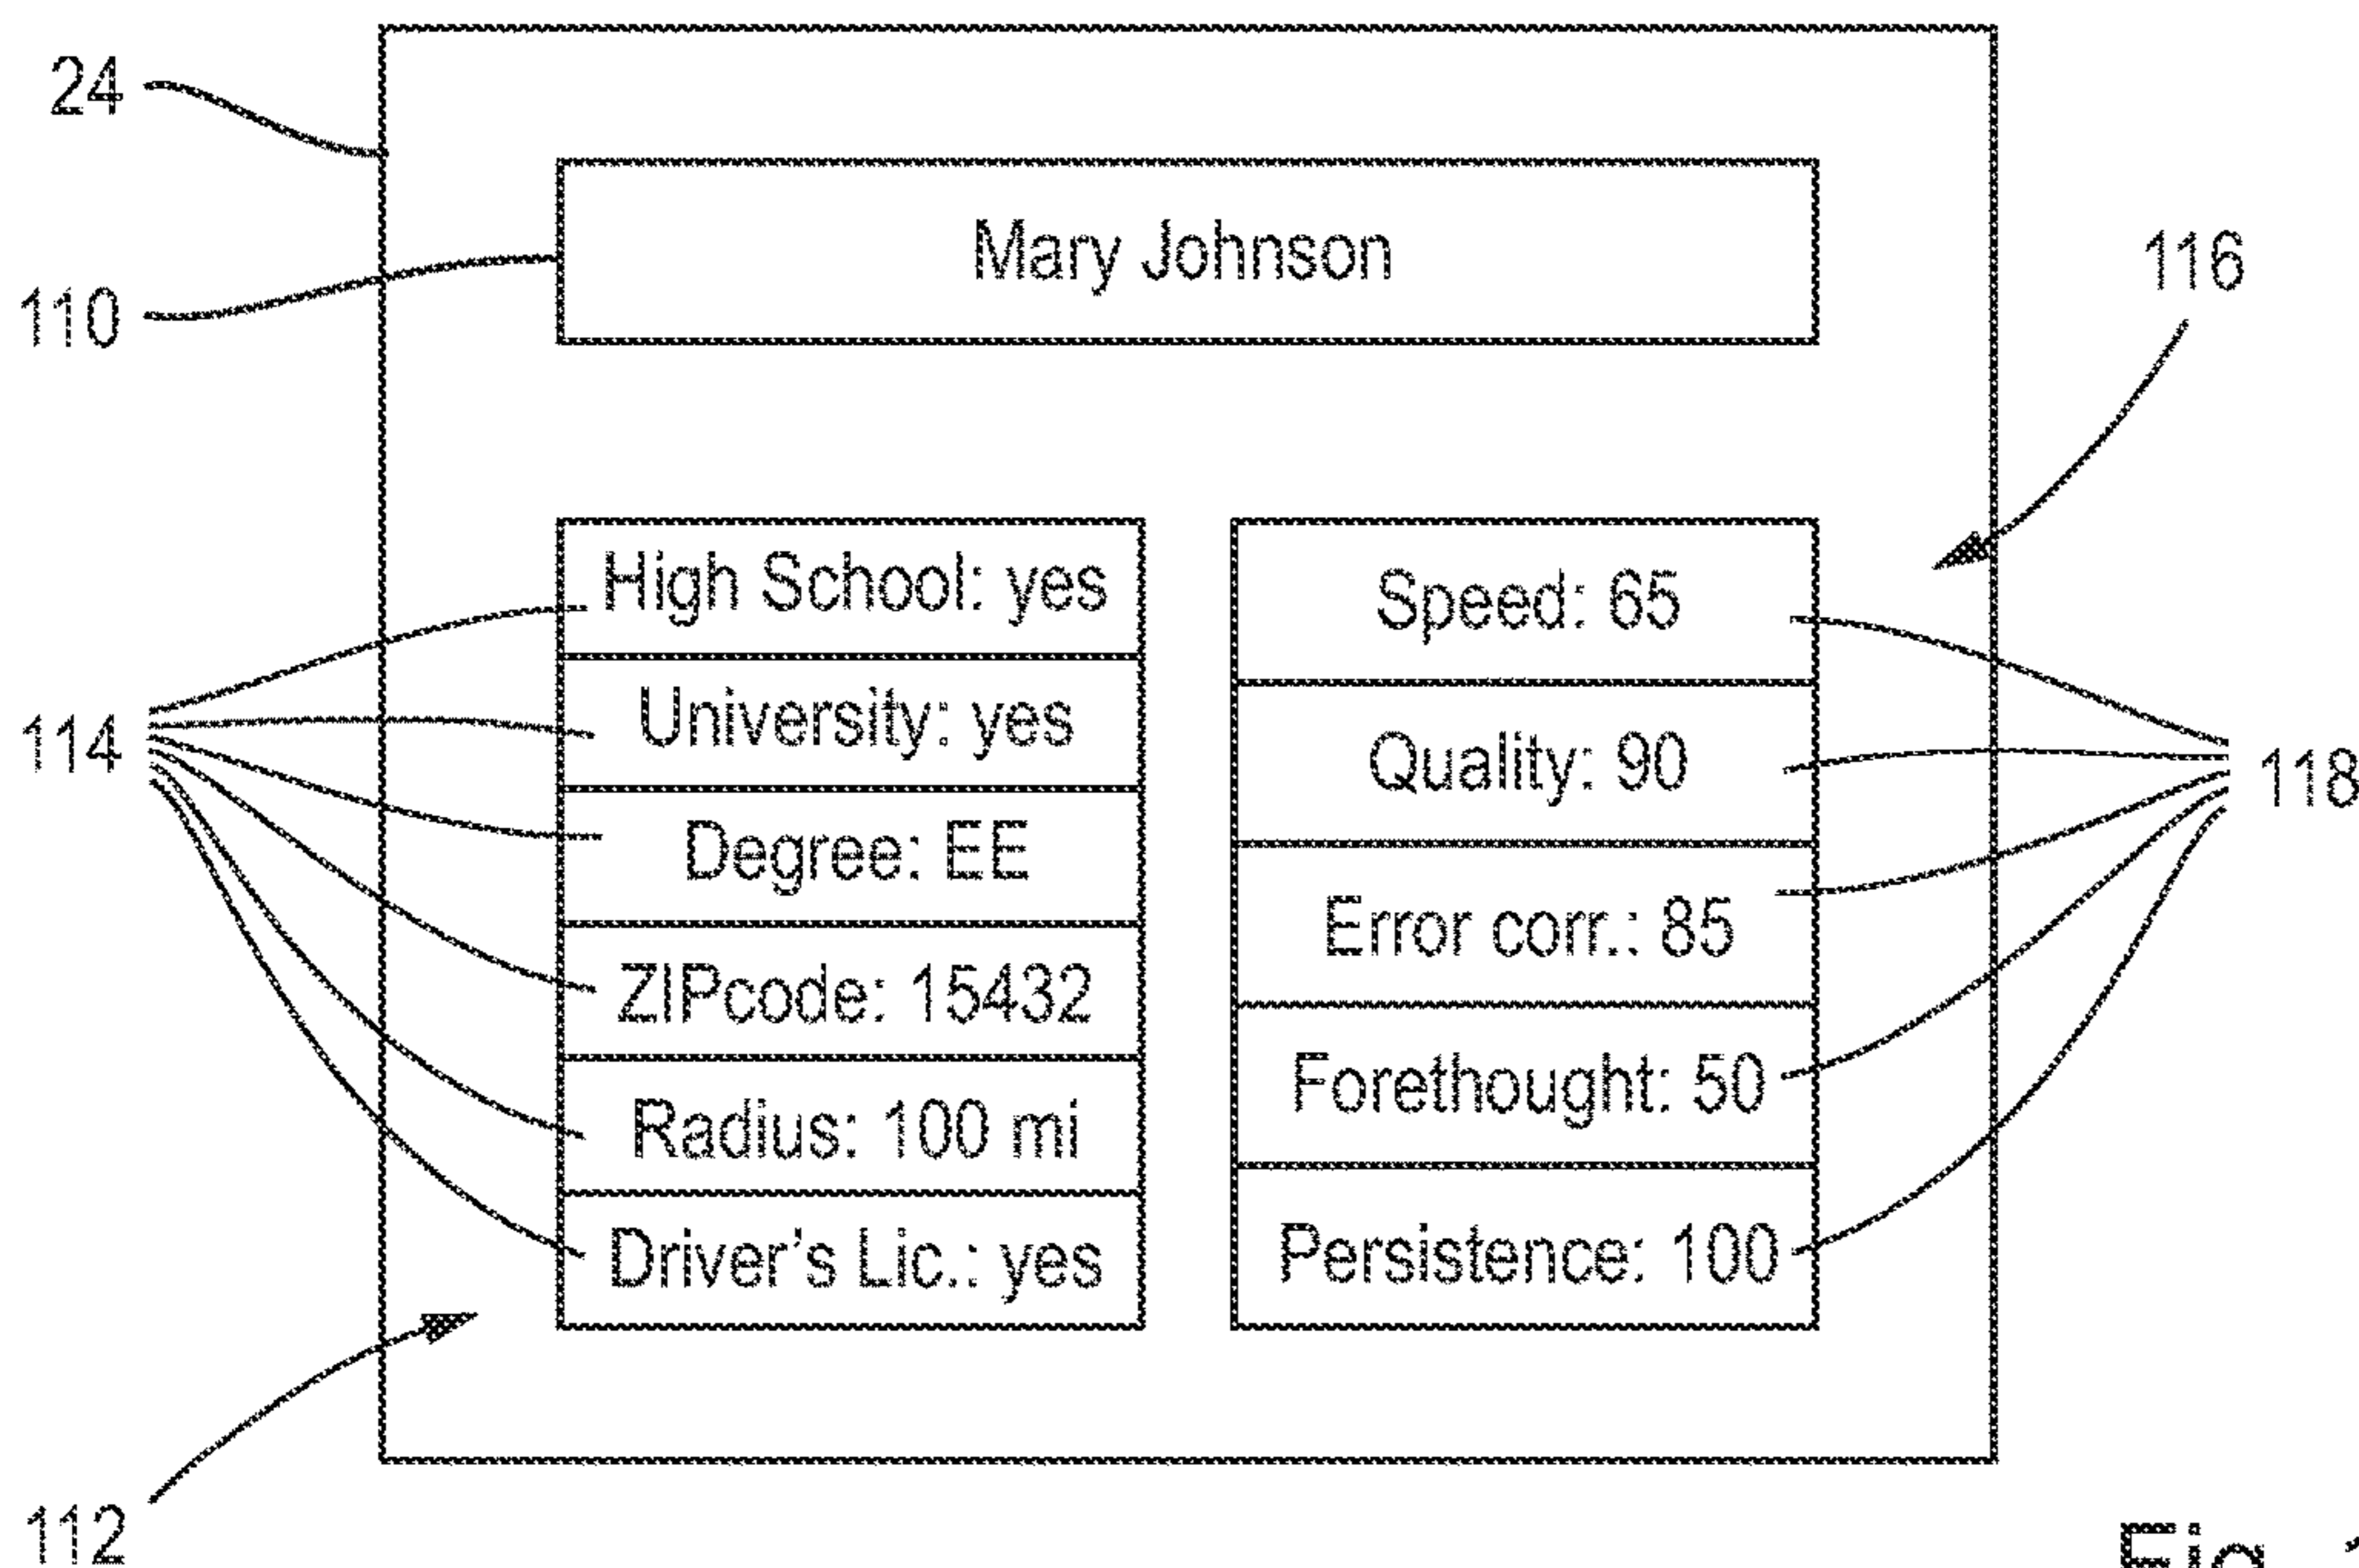 24
Mary Johnson
110
116
High School: yes
University: yes
Degree: EE
ZIPcode: 15432
Radius: 100 mi
Driver's Lic.: yes
114
Speed: 65
Quality: 90
Error corr.: 85
Forethought: 50
Persistence: 100
118
112
Fig.